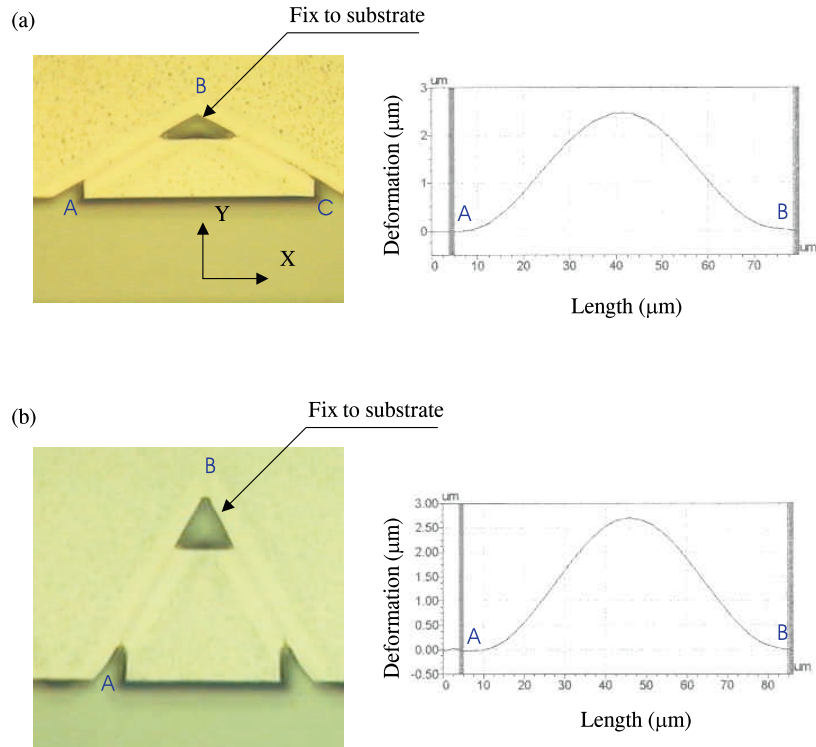 (a)
Fix to substrate
B
A
C
Y
X
um
3
2
1
0
Deformation (μm)
A
B
0 10 20 30 40 50 60 70
um
Length (μm)
(b)
Fix to substrate
B
A
um
3.00
2.50
2.00
1.50
1.00
0.50
0.00
-0.50
Deformation (μm)
A
B
0 10 20 30 40 50 60 70 80
um
Length (μm)